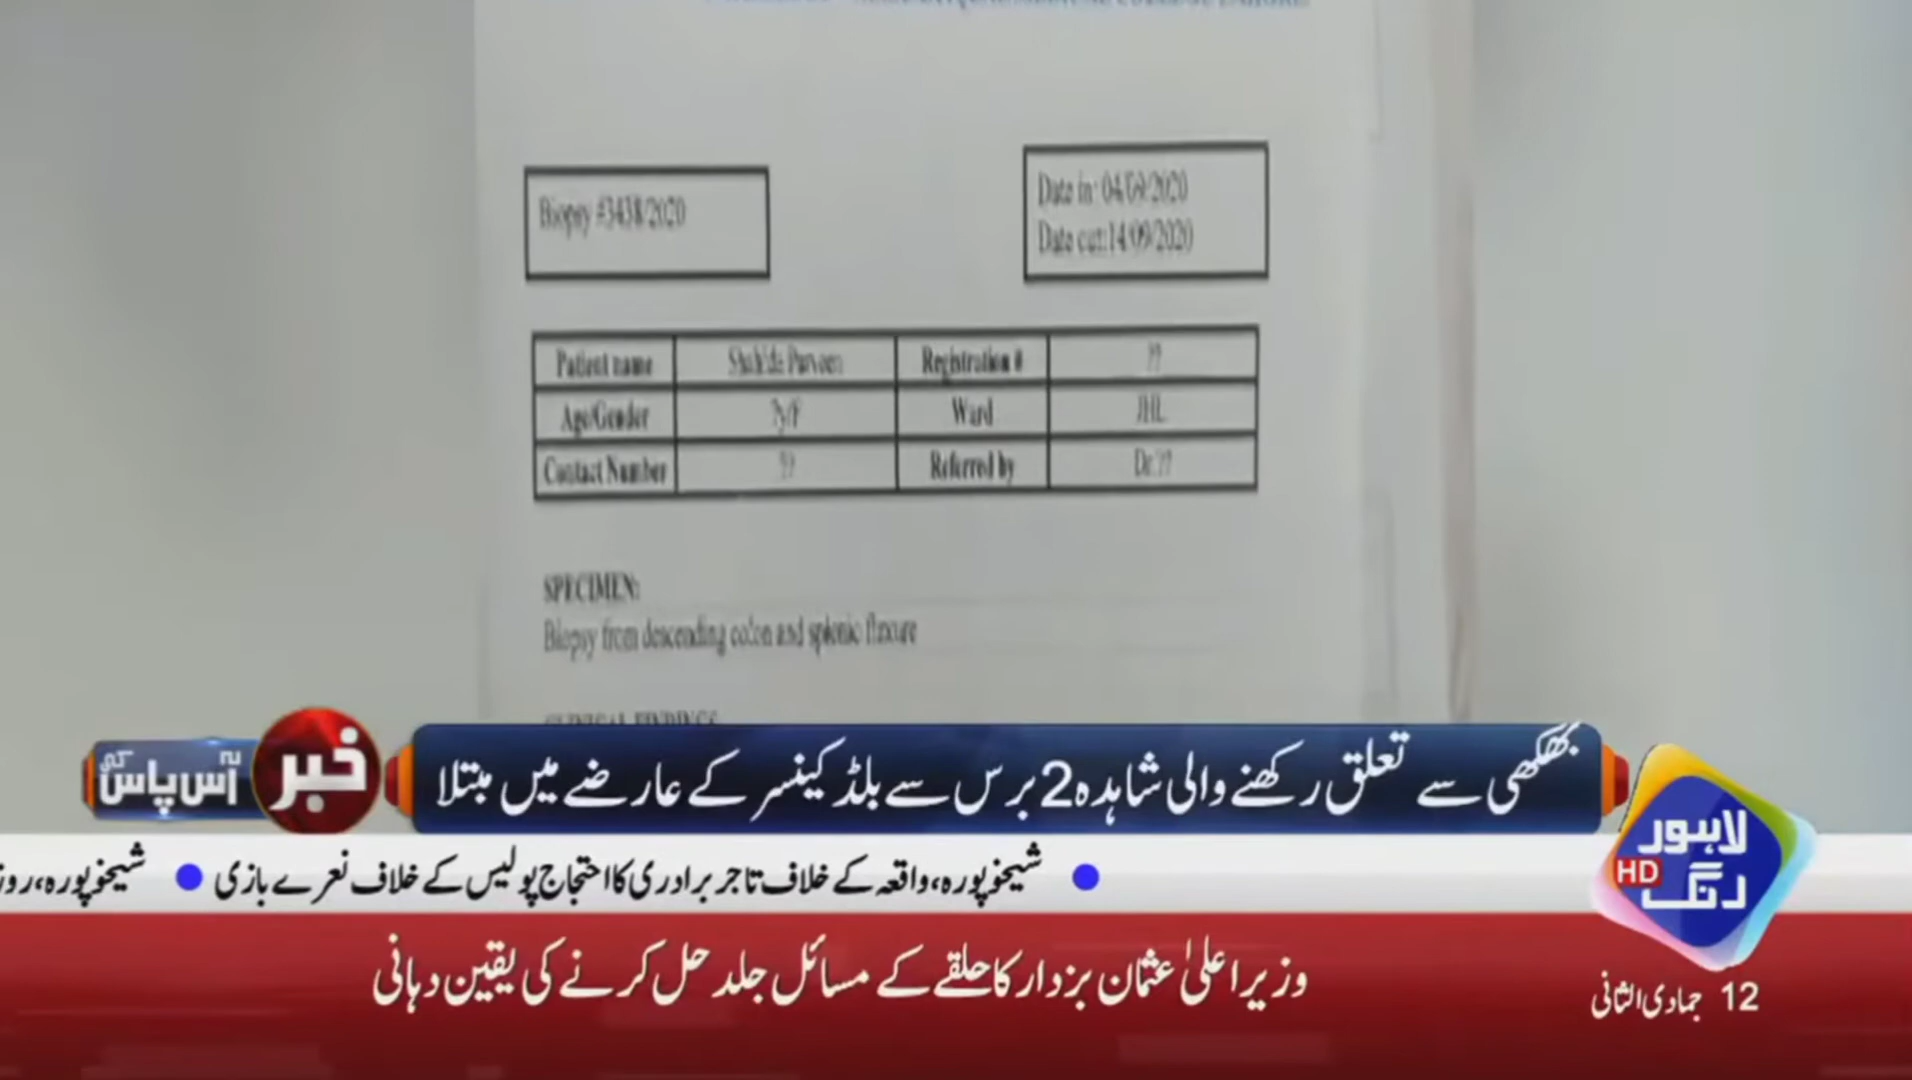 Biopsy #3438/2020
Date in: 04/09/2020
Date out:14/09/2020
Patient name Shahida Parveen Registration # ??
Age/Gender 7y/F Ward JHL
Contact Number ?? Referred by Dr.??
SPECIMEN:
Biopsy from descending colon and splenic flexure
CLINICAL FINDINGS
بھکھی سے تعلق رکھنے والی شاہدہ 2 برس سے بلڈ کینسر کے عارضے میں مبتلا
خبر
آس پاس کی
شیخوپورہ، واقعہ کے خلاف تاجر برادری کا احتجاج پولیس کے خلاف نعرے بازی
شیخوپورہ،
لاہور
رنگ
HD
وزیراعلیٰ عثمان بزدار کا حلقے کے مسائل جلد حل کرنے کی یقین دہانی
12 جمادی الثانی